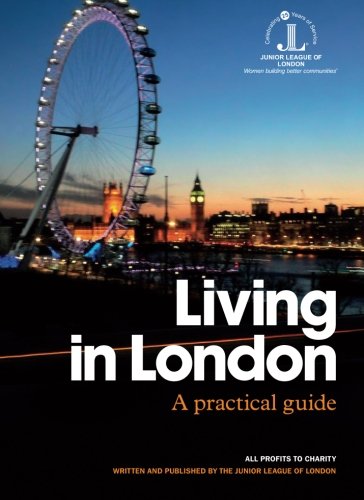 Celebrating 25 Years of Service
JL
JUNIOR LEAGUE OF
LONDON
Women building better communities®
Living
in London
A practical guide
ALL PROFITS TO CHARITY
WRITTEN AND PUBLISHED BY THE JUNIOR LEAGUE OF LONDON